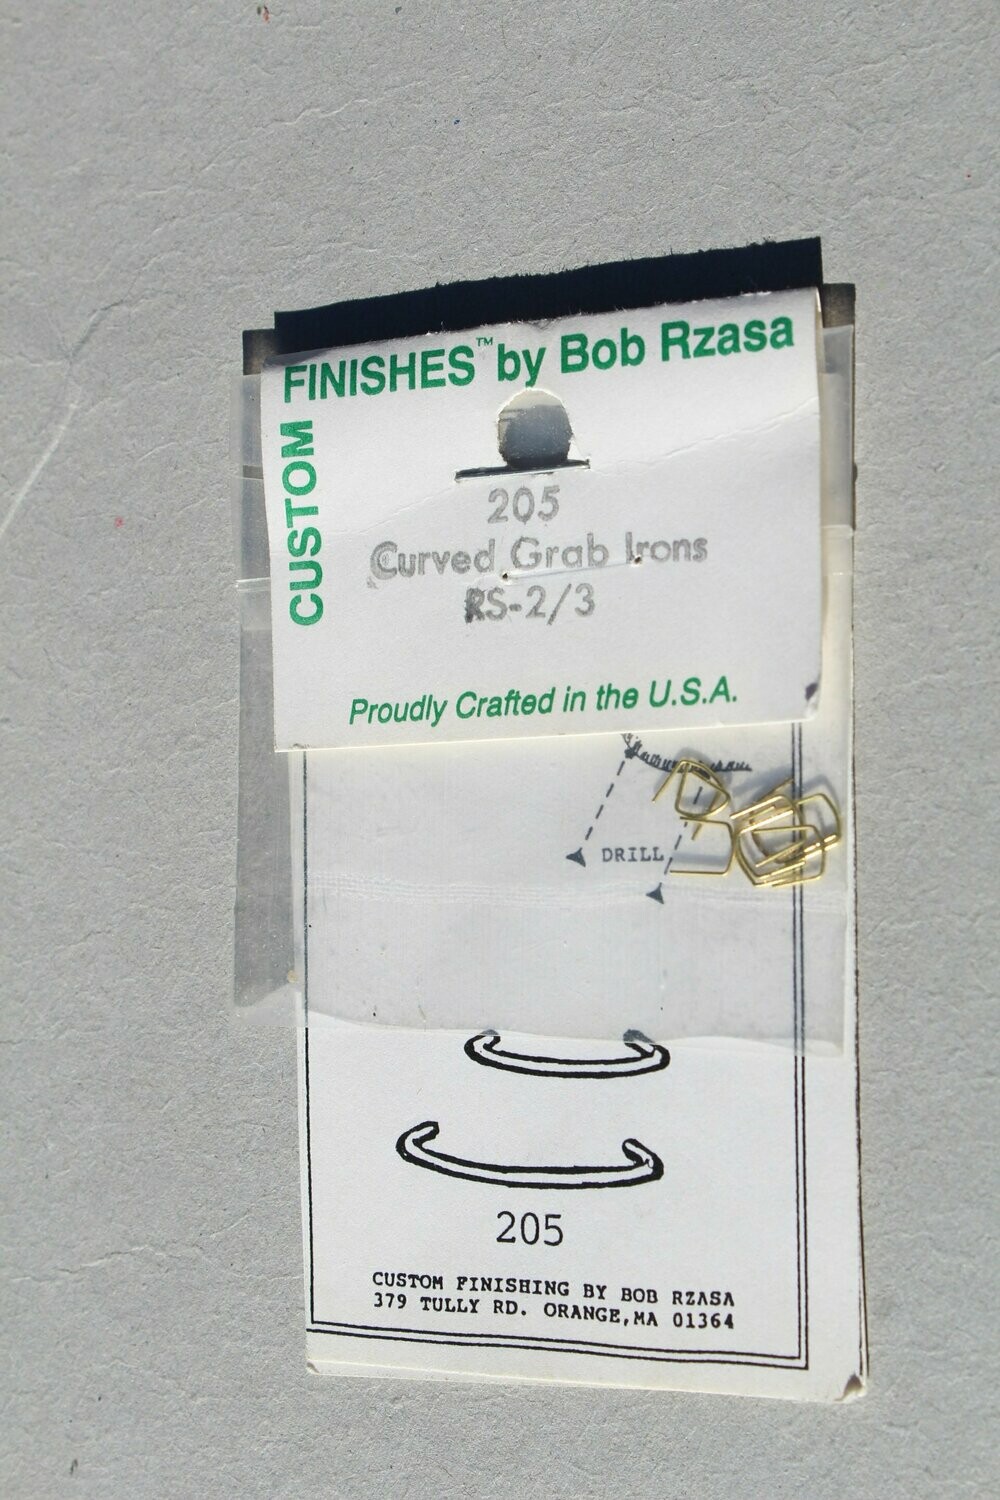 CUSTOM FINISHES™ by Bob Rzasa
205
Curved Grab Irons
RS-2/3
Proudly Crafted in the U.S.A.
DRILL
205
CUSTOM FINISHING BY BOB RZASA
379 TULLY RD. ORANGE,MA 01364